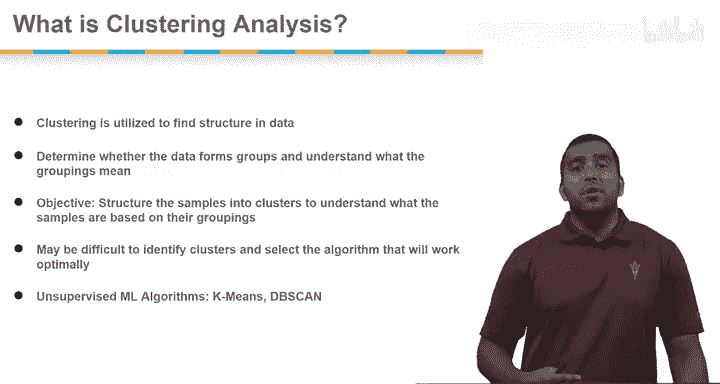 What is Clustering Analysis?
Clustering is utilized to find structure in data
Determine whether the data forms groups and understand what the
groupings mean
Objective: Structure the samples into clusters to understand what the
samples are based on their groupings
May be difficult to identify clusters and select the algorithm that will work
optimally
Unsupervised ML Algorithms: K-Means, DBSCAN